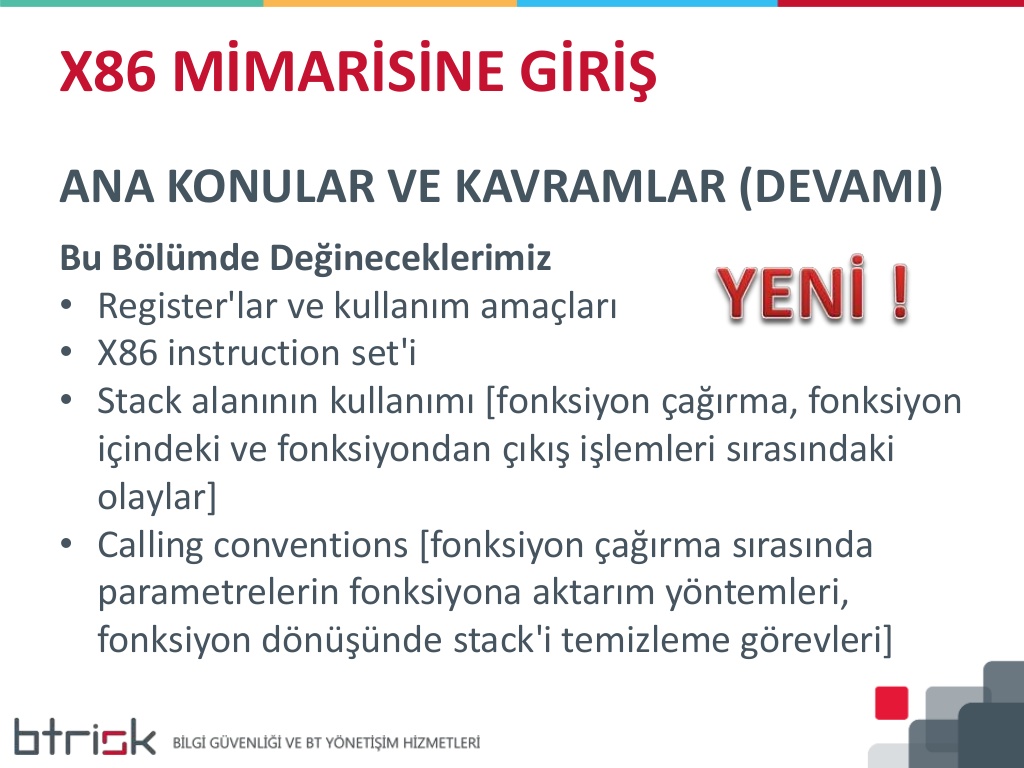 X86 MİMARİSİNE GİRİŞ
ANA KONULAR VE KAVRAMLAR (DEVAMI)
Bu Bölümde Değineceklerimiz
YENİ !
• Register'lar ve kullanım amaçları
• X86 instruction set'i
• Stack alanının kullanımı [fonksiyon çağırma, fonksiyon
içindeki ve fonksiyondan çıkış işlemleri sırasındaki
olaylar]
• Calling conventions [fonksiyon çağırma sırasında
parametrelerin fonksiyona aktarım yöntemleri,
fonksiyon dönüşünde stack'i temizleme görevleri]
btrisk BİLGİ GÜVENLİĞİ VE BT YÖNETİŞİM HİZMETLERİ